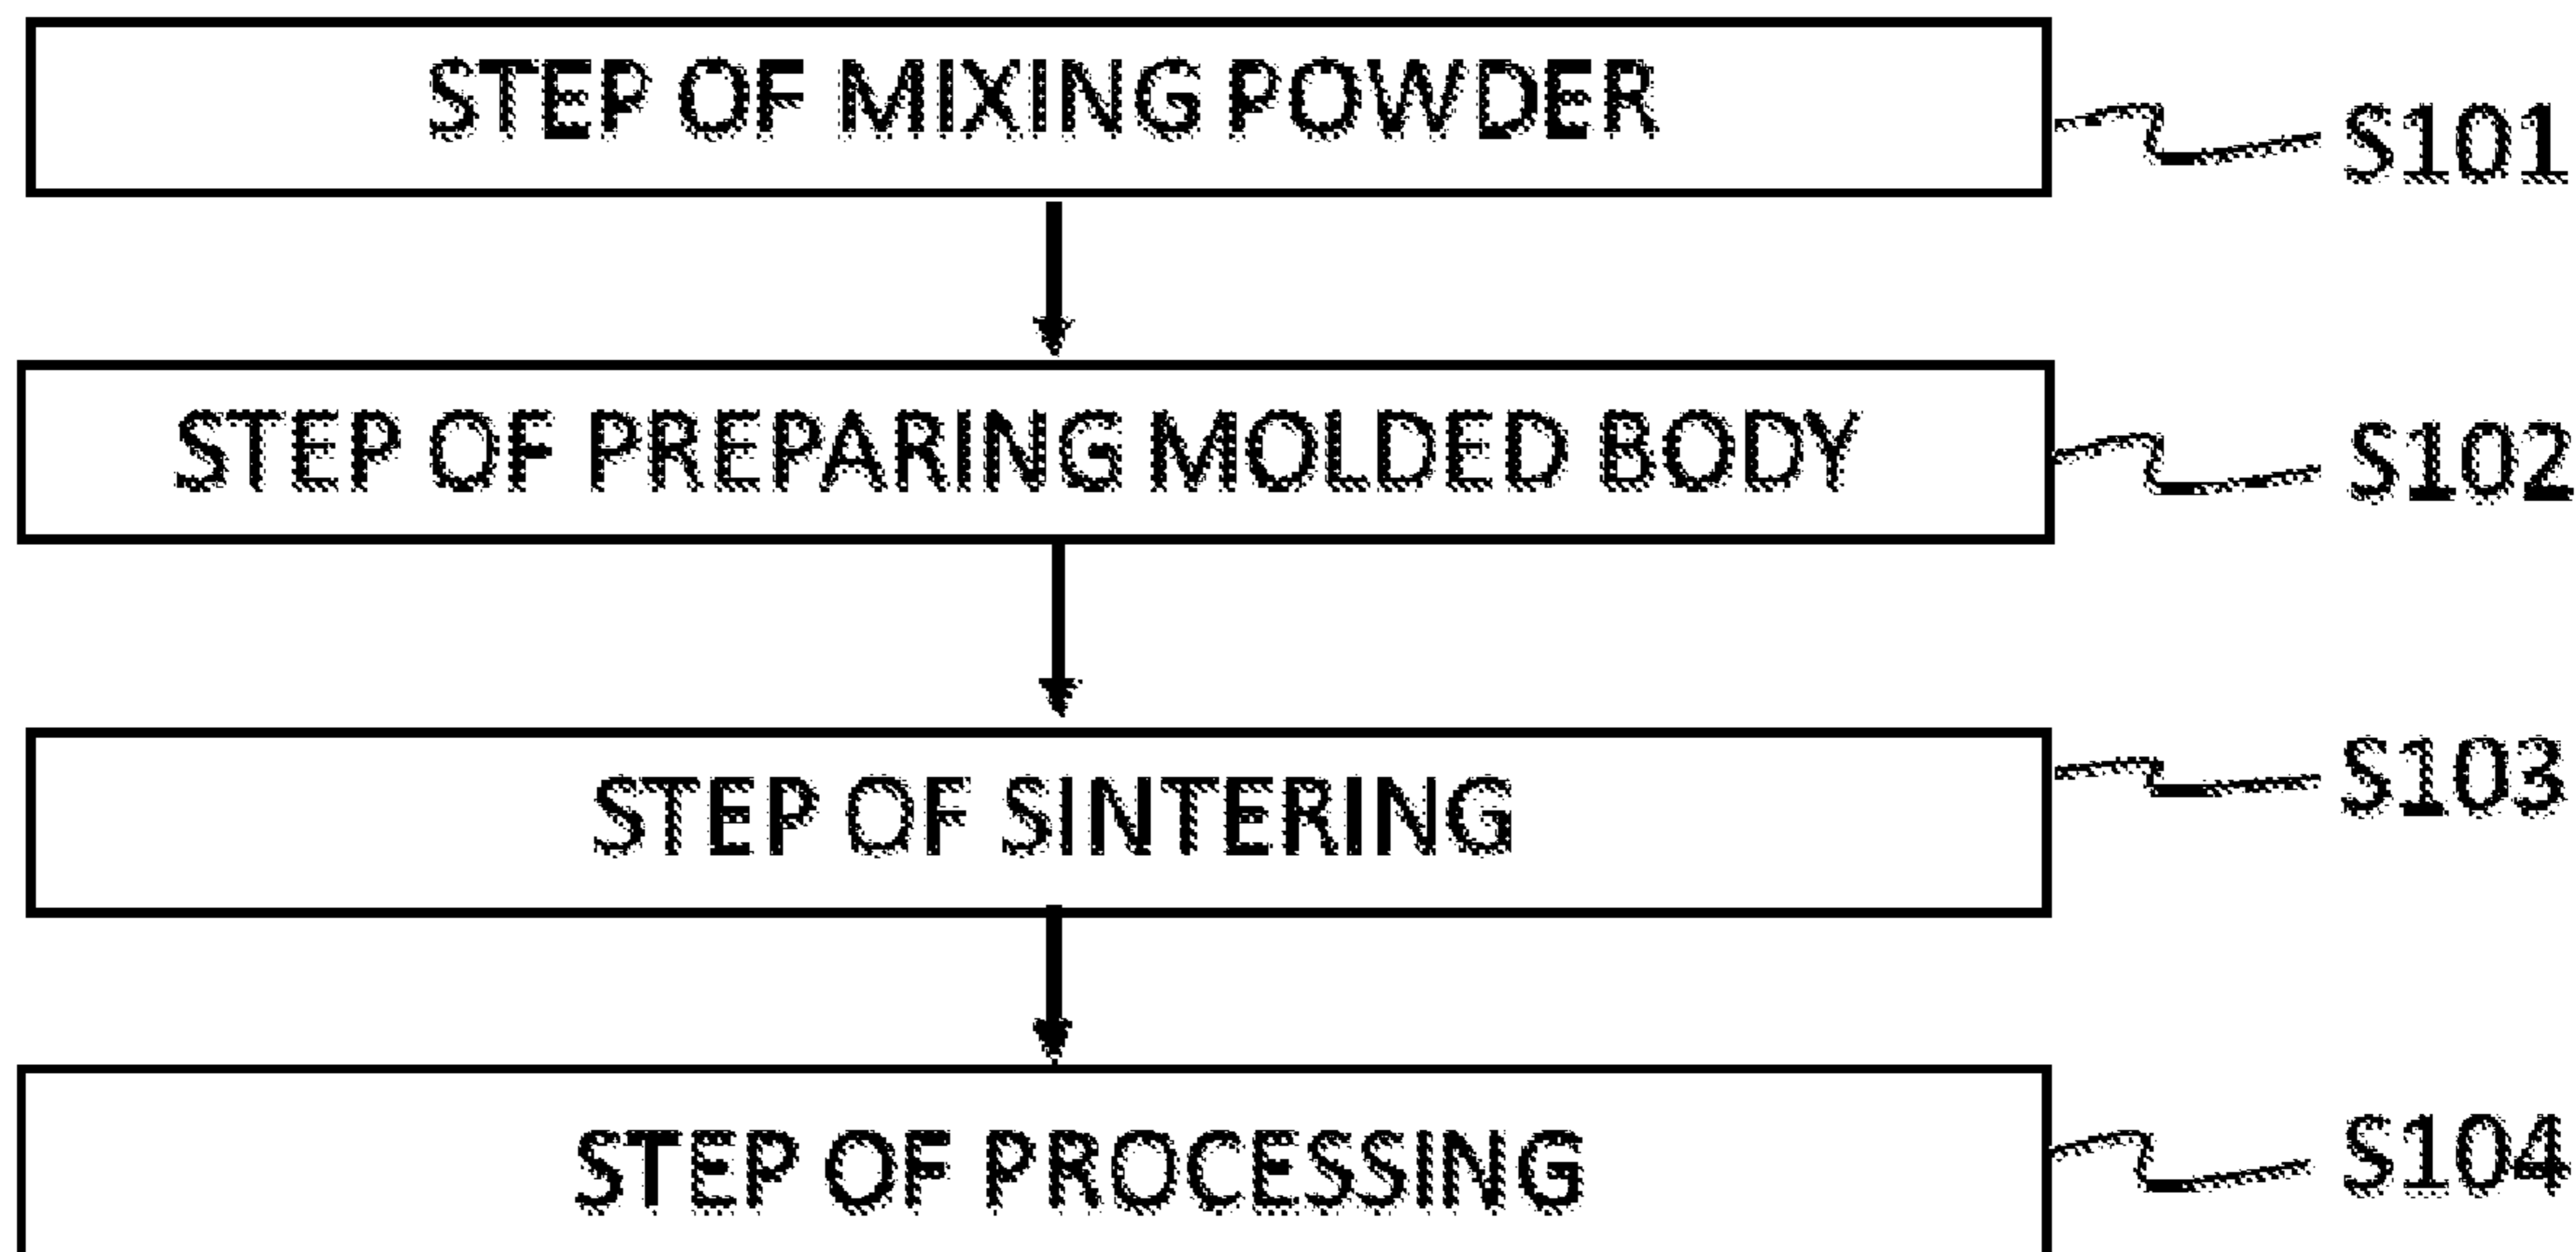 STEP OF MIXING POWDER S101
STEP OF PREPARING MOLDED BODY S102
STEP OF SINTERING S103
STEP OF PROCESSING S104